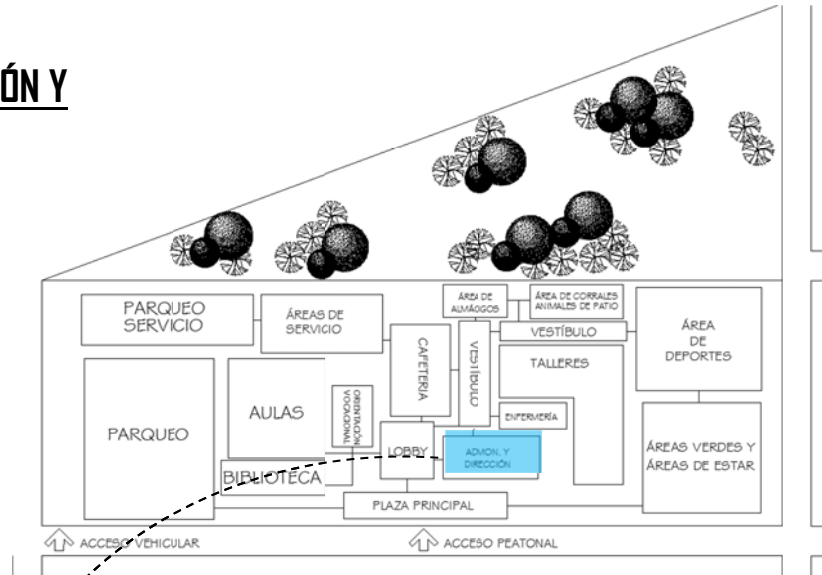 ÓN Y
PARQUEO
SERVICIO
ÁREAS DE
SERVICIO
ÁREA DE
ALMÁCIGOS
ÁREA DE CORRALES
ANIMALES DE PATIO
VESTÍBULO
ÁREA
DE
DEPORTES
CAFETERIA
VESTÍBULO
TALLERES
PARQUEO
AULAS
ORIENTACIÓN
VOCACIONAL
ENFERMERÍA
LOBBY
ADMON. Y
DIRECCIÓN
ÁREAS VERDES Y
ÁREAS DE ESTAR
BIBLIOTECA
PLAZA PRINCIPAL
ACCESO VEHICULAR
ACCESO PEATONAL